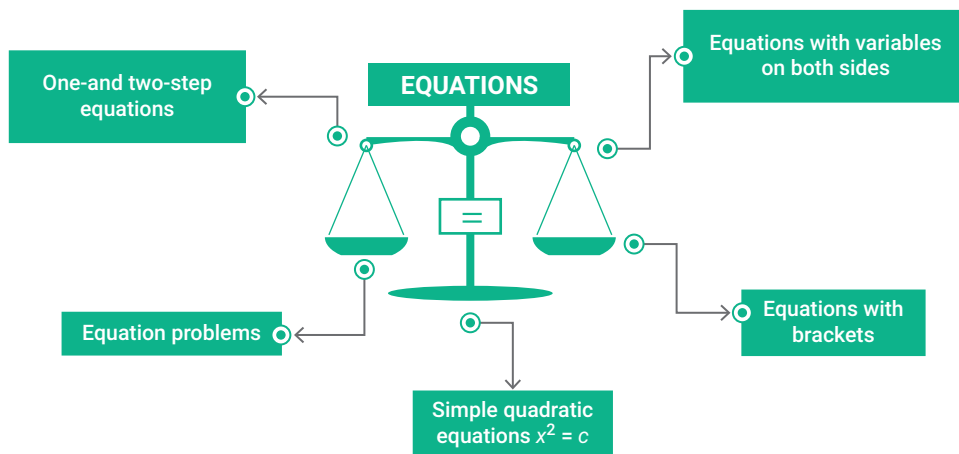 EQUATIONS
One-and two-step
equations
Equations with variables
on both sides
=
Equation problems
Equations with
brackets
Simple quadratic
equations x² = c